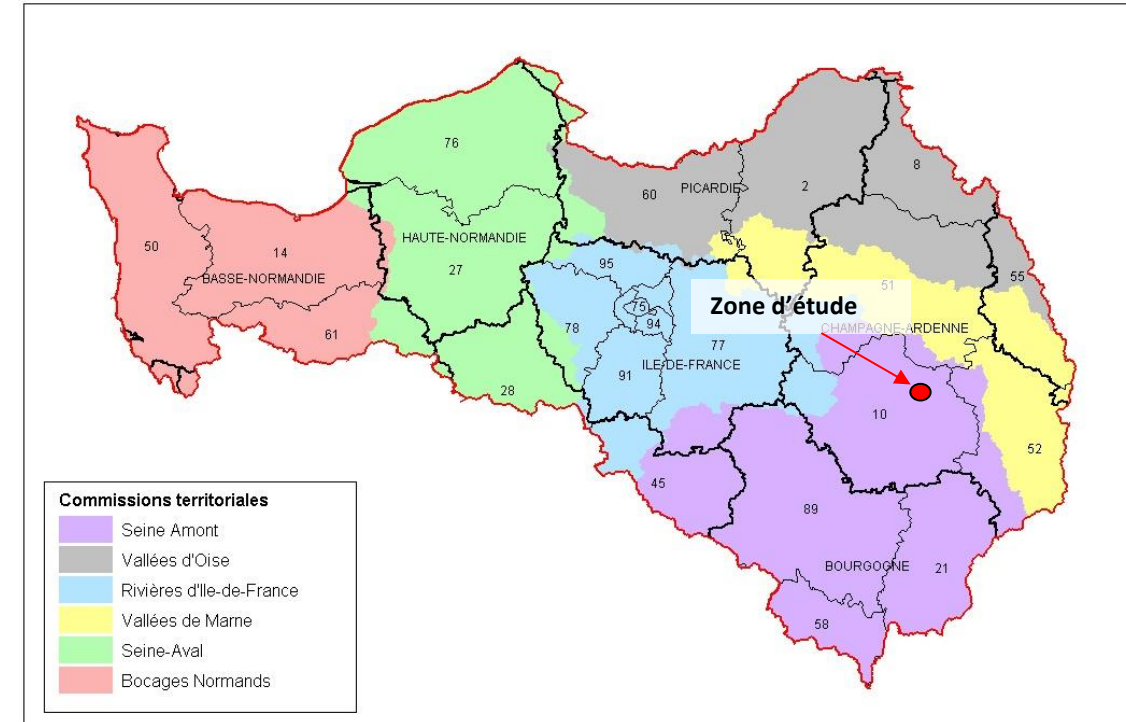 76
8
60
PICARDIE
2
50
14
HAUTE-NORMANDIE
95
55
BASSE-NORMANDIE
27
51
Zone d'étude
75
94
78
61
77
CHAMPAGNE-ARDENNE
91
ILE-DE-FRANCE
28
10
52
45
89
BOURGOGNE
21
58
Commissions territoriales
Seine Amont
Vallées d'Oise
Rivières d'Ile-de-France
Vallées de Marne
Seine-Aval
Bocages Normands